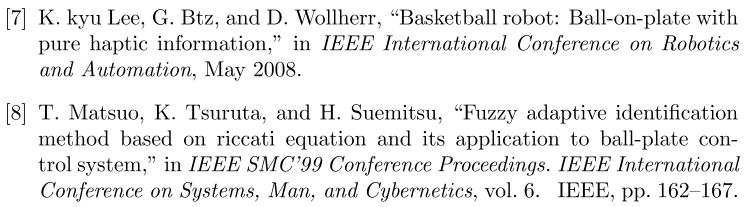 [7] K. kyu Lee, G. Btz, and D. Wollherr, “Basketball robot: Ball-on-plate with
pure haptic information,” in IEEE International Conference on Robotics
and Automation, May 2008.
[8] T. Matsuo, K. Tsuruta, and H. Suemitsu, “Fuzzy adaptive identification
method based on riccati equation and its application to ball-plate con-
trol system,” in IEEE SMC’99 Conference Proceedings. IEEE International
Conference on Systems, Man, and Cybernetics, vol. 6. IEEE, pp. 162–167.